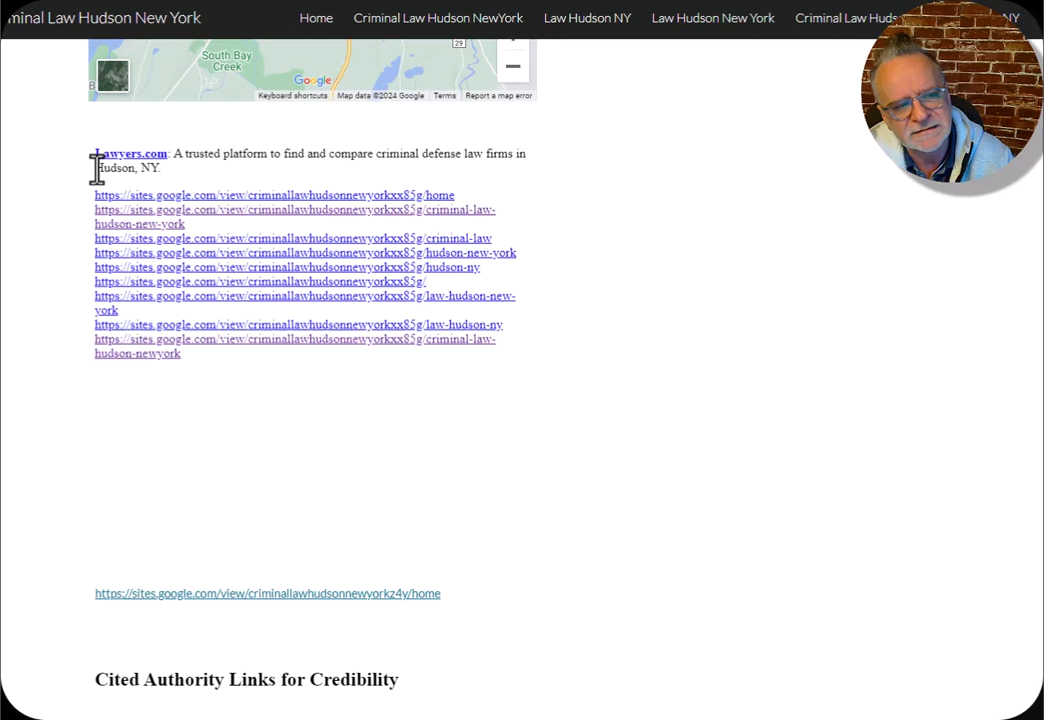 minal Law Hudson New York
Home Criminal Law Hudson NewYork Law Hudson NY Law Hudson New York Criminal Law Huds NY
29
South Bay
Creek
B
Google
Keyboard shortcuts Map data ©2024 Google Terms Report a map error
Lawyers.com: A trusted platform to find and compare criminal defense law firms in
Hudson, NY.
https://sites.google.com/view/criminallawhudsonnewyorkxx85g/home
https://sites.google.com/view/criminallawhudsonnewyorkxx85g/criminal-law-
hudson-new-york
https://sites.google.com/view/criminallawhudsonnewyorkxx85g/criminal-law
https://sites.google.com/view/criminallawhudsonnewyorkxx85g/hudson-new-york
https://sites.google.com/view/criminallawhudsonnewyorkxx85g/hudson-ny
https://sites.google.com/view/criminallawhudsonnewyorkxx85g/
https://sites.google.com/view/criminallawhudsonnewyorkxx85g/law-hudson-new-
york
https://sites.google.com/view/criminallawhudsonnewyorkxx85g/law-hudson-ny
https://sites.google.com/view/criminallawhudsonnewyorkxx85g/criminal-law-
hudson-newyork
https://sites.google.com/view/criminallawhudsonnewyorkz4y/home
Cited Authority Links for Credibility